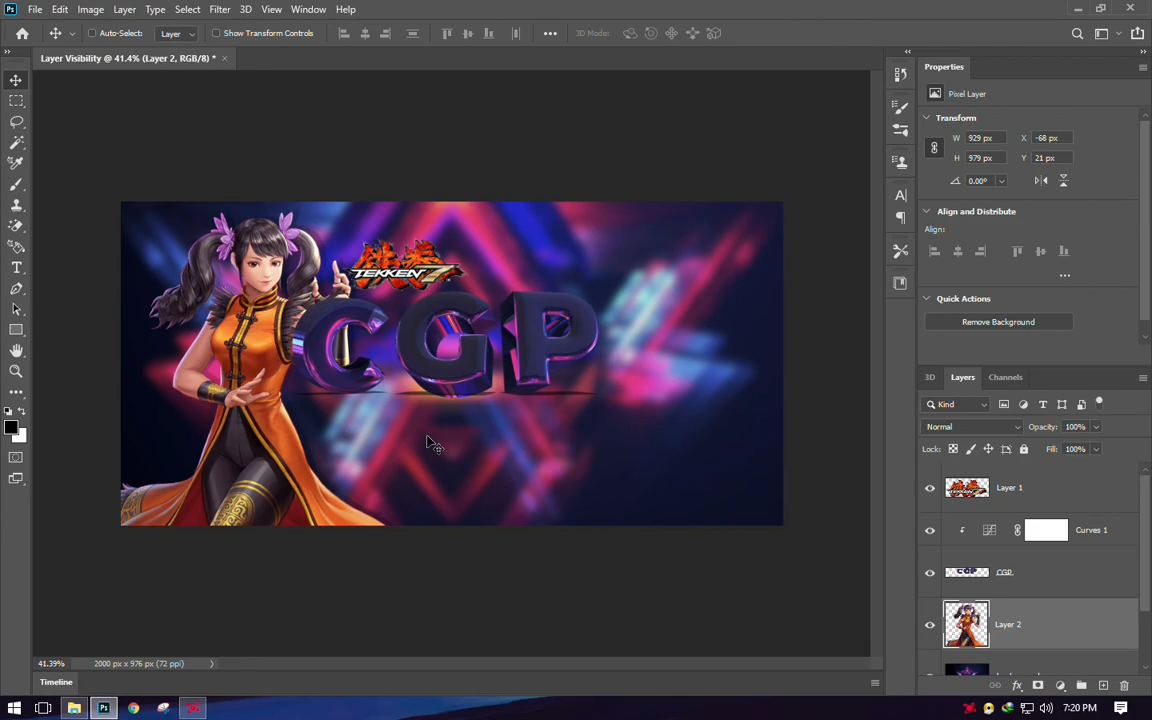 Ps File Edit Image Layer Type Select Filter 3D View Window Help
Auto-Select: Layer Show Transform Controls 3D Mode:
Layer Visibility @ 41.4% (Layer 2, RGB/8) *
TEKKEN 7
CGP
41.39% 2000 px x 976 px (72 ppi)
Timeline
Properties
Pixel Layer
Transform
W 929 px X -68 px
H 979 px Y 21 px
0.00°
Align and Distribute
Align:
Quick Actions
Remove Background
3D Layers Channels
Kind
Normal Opacity: 100%
Lock: Fill: 100%
Layer 1
Curves 1
CGP
Layer 2
Ps 7:20 PM